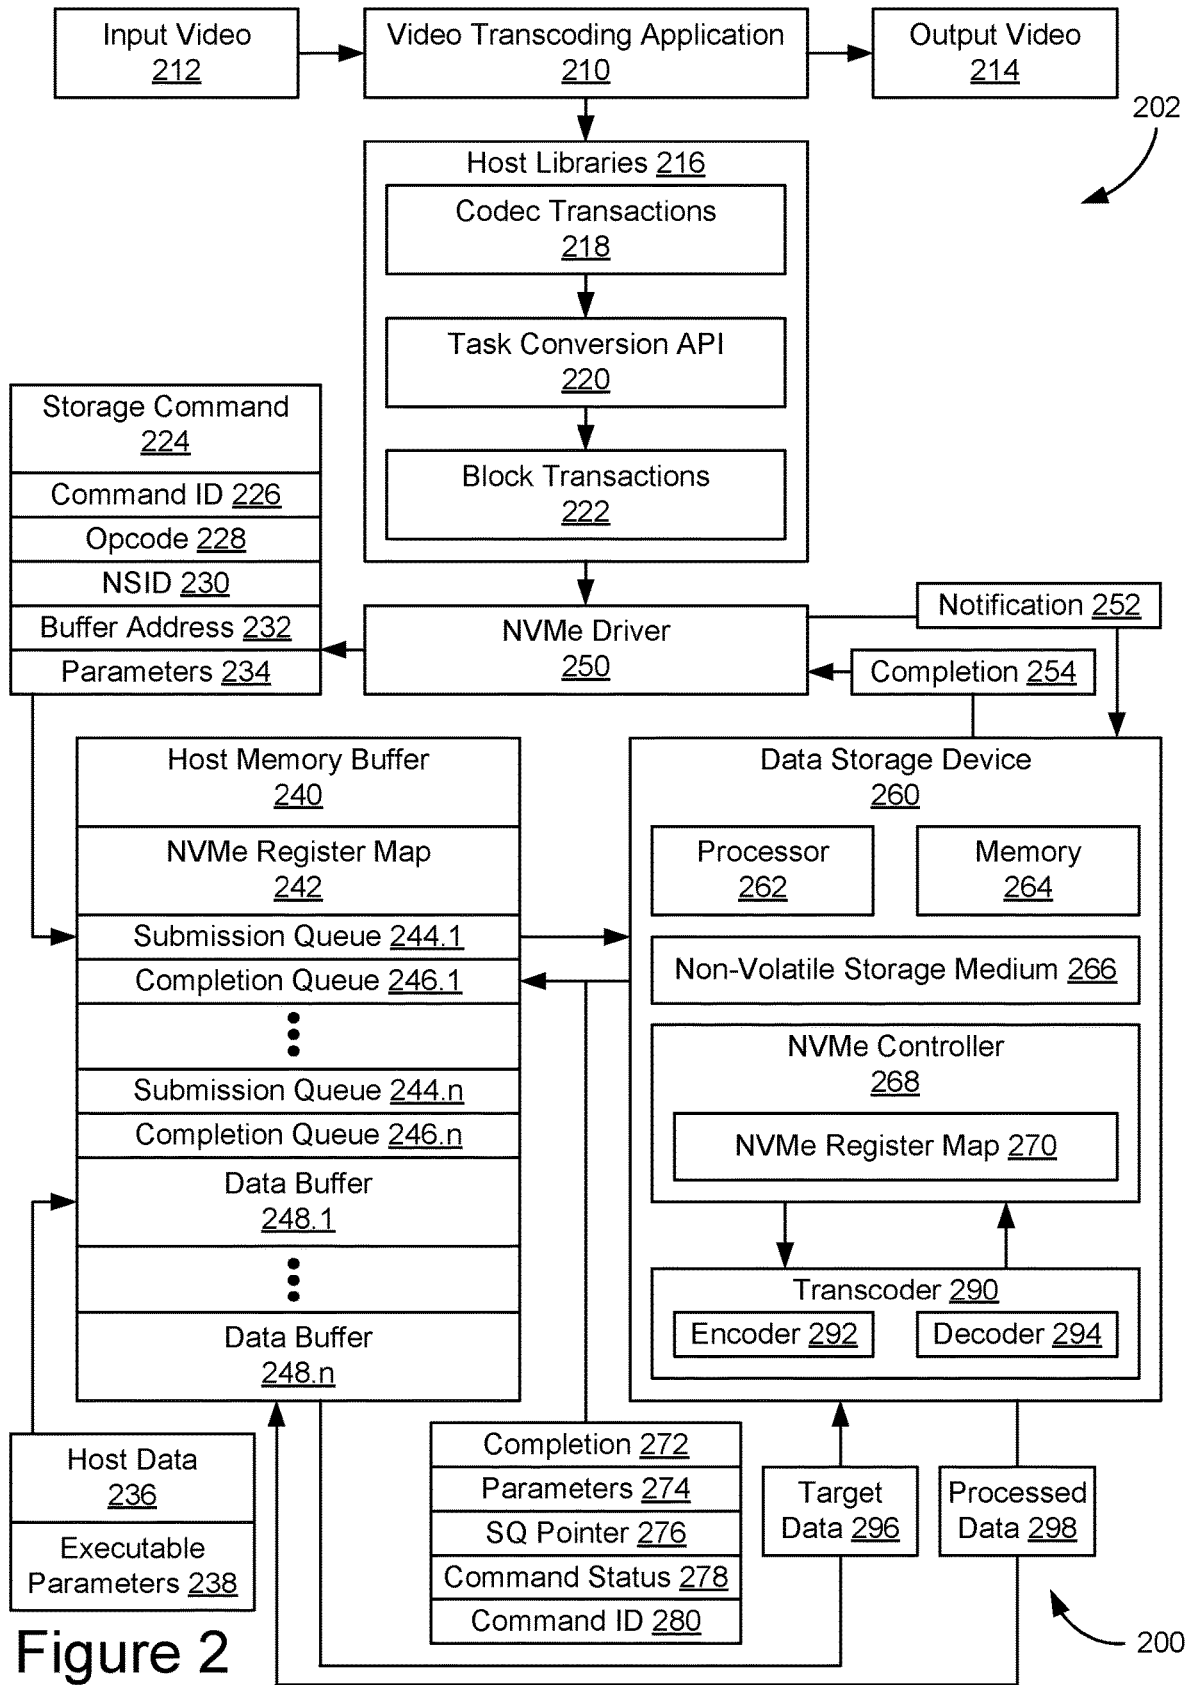 Input Video
212
Video Transcoding Application
210
Output Video
214
202
Host Libraries 216
Codec Transactions
218
Task Conversion API
220
Block Transactions
222
Storage Command
224
Command ID 226
Opcode 228
NSID 230
Buffer Address 232
Parameters 234
NVMe Driver
250
Notification 252
Completion 254
Host Memory Buffer
240
NVMe Register Map
242
Submission Queue 244.1
Completion Queue 246.1
Submission Queue 244.n
Completion Queue 246.n
Data Buffer
248.1
Data Buffer
248.n
Data Storage Device
260
Processor
262
Memory
264
Non-Volatile Storage Medium 266
NVMe Controller
268
NVMe Register Map 270
Transcoder 290
Encoder 292
Decoder 294
Host Data
236
Executable
Parameters 238
Completion 272
Parameters 274
SQ Pointer 276
Command Status 278
Command ID 280
Target
Data 296
Processed
Data 298
200
Figure 2